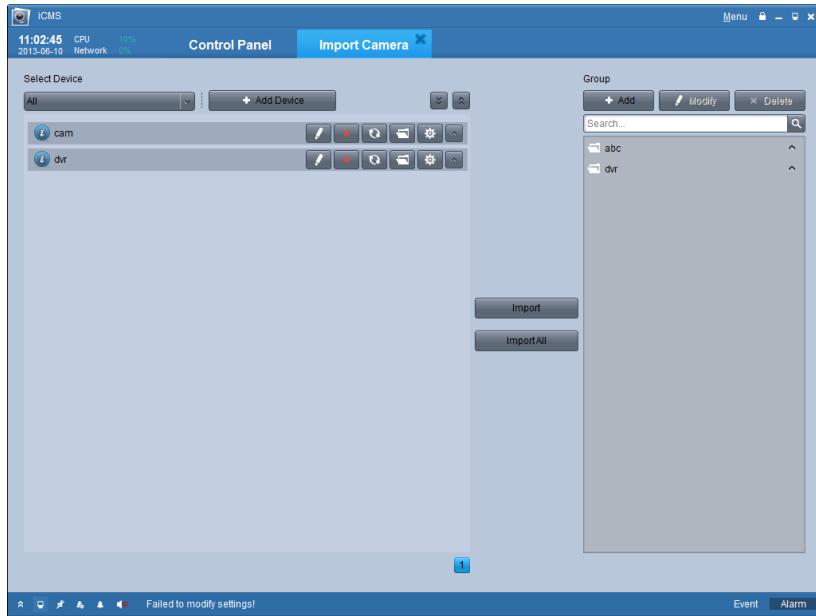 iCMS
Menu
11:02:45 CPU 10%
2013-06-10 Network 0%
Control Panel
Import Camera
Select Device
Group
All
Add Device
Add
Modify
Delete
Search...
cam
dvr
abc
dvr
Import
Import All
1
Failed to modify settings!
Event
Alarm